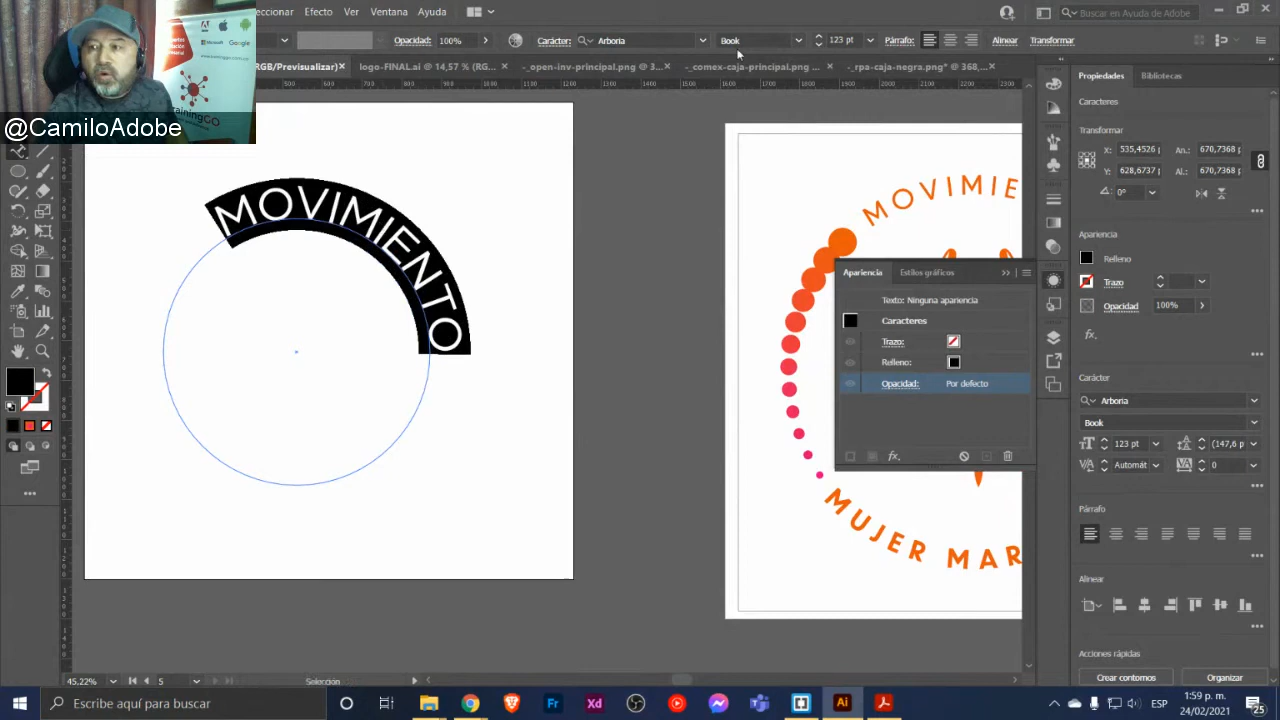 eccionar Efecto Ver Ventana Ayuda
Buscar en Ayuda de Adobe
Opacidad: 100% Carácter: Arboria Book 123 pt Párrafo: Alinear Transformar
RGB/Previsualizar) logo-FINAL.ai @ 14,57 % (RG... _open-inv-principal.png @ 3... _comex-caja-principal.png ... _rpa-caja-negra.png* @ 368,...
@CamiloAdobe
MOVIMIENTO
MOVIMIE
MUJER MAR
Apariencia Estilos gráficos
Texto: Ninguna apariencia
Caracteres
Trazo:
Relleno:
Opacidad: Por defecto
Propiedades Bibliotecas
Caracteres
Transformar
X: 535,4526 p An.: 670,7368 p
Y: 628,6737 p Al.: 670,7368 p
0°
Apariencia
Relleno
Trazo
Opacidad 100%
fx.
Carácter
Arboria
Book
123 pt (147,6 p
Automát 0
Párrafo
Alinear
Acciones rápidas
Crear contornos Organizar
45,22% 5 Selección
Escribe aquí para buscar
ESP
1:59 p. m.
24/02/2021
25